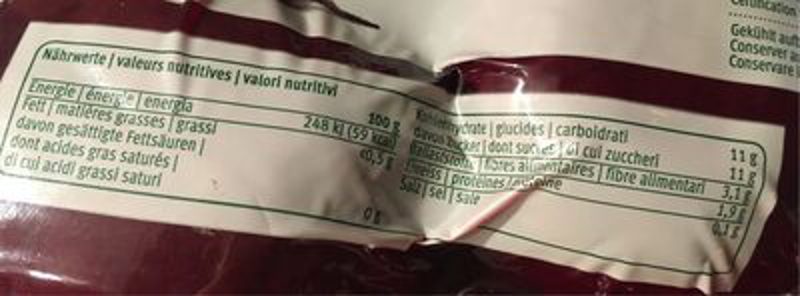 Certification
Gekühlt
Conserver
Conservare
Nährwerte | valeurs nutritives | valori nutritivi
100 g
Energie | énergie | energia
248 kJ (59 kcal)
Fett | matières grasses | grassi
<0,5 g
davon gesättigte Fettsäuren |
dont acides gras saturés |
di cui acidi grassi saturi
0 g
Kohlenhydrate | glucides | carboidrati
11 g
davon Zucker | dont sucres | di cui zuccheri
11 g
Ballaststoffe | fibres alimentaires | fibre alimentari
3,1 g
Eiweiss | protéines | proteine
1,9 g
Salz | sel | sale
0,1 g